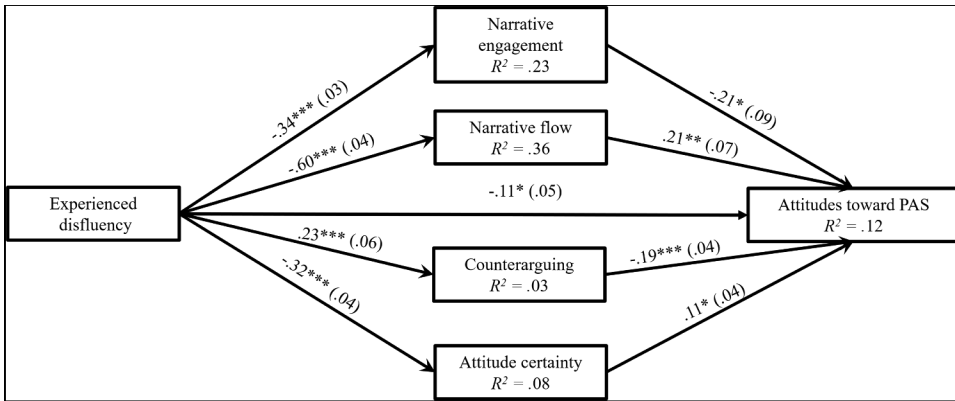 Narrative
engagement
R² = .23
-.34*** (.03)
-.21* (.09)
Narrative flow
R² = .36
-.60*** (.04)
.21** (.07)
Experienced
disfluency
-.11* (.05)
Attitudes toward PAS
R² = .12
.23*** (.06)
Counterarguing
R² = .03
-.19*** (.04)
-.32*** (.04)
.11* (.04)
Attitude certainty
R² = .08